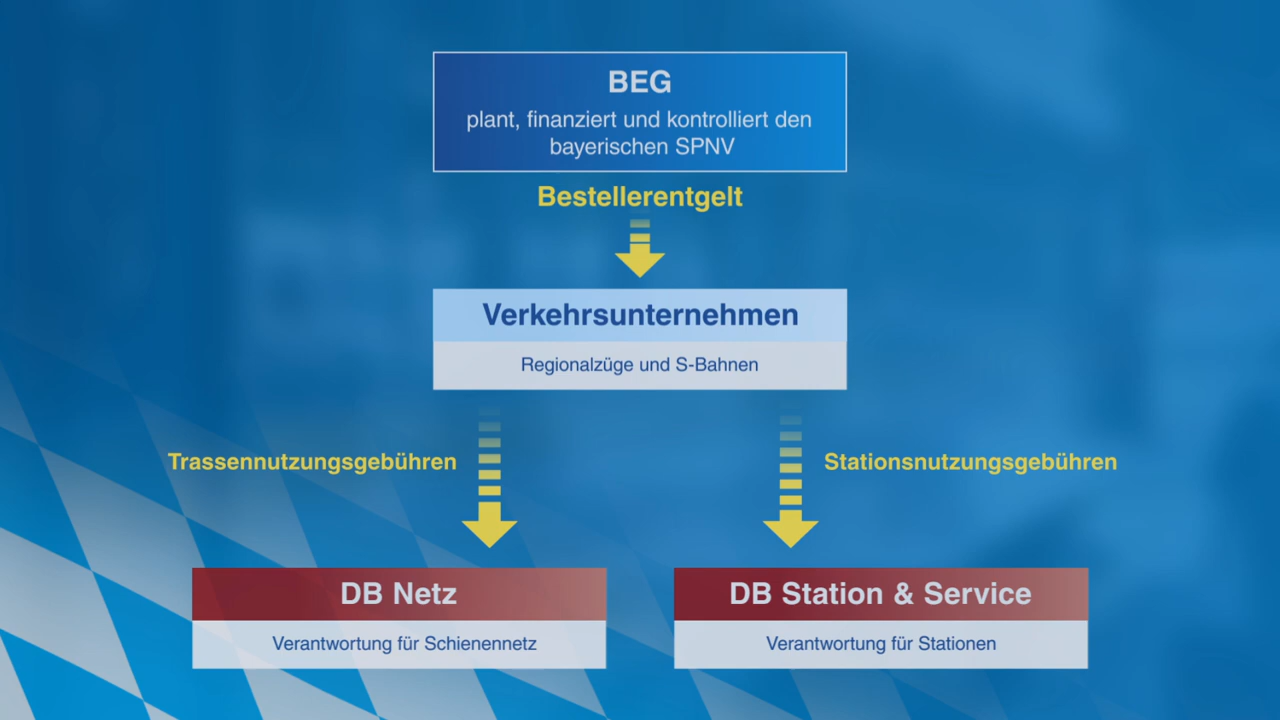 BEG
plant, finanziert und kontrolliert den
bayerischen SPNV
Bestellerentgelt
Verkehrsunternehmen
Regionalzüge und S-Bahnen
Trassennutzungsgebühren
Stationsnutzungsgebühren
DB Netz
Verantwortung für Schienennetz
DB Station & Service
Verantwortung für Stationen